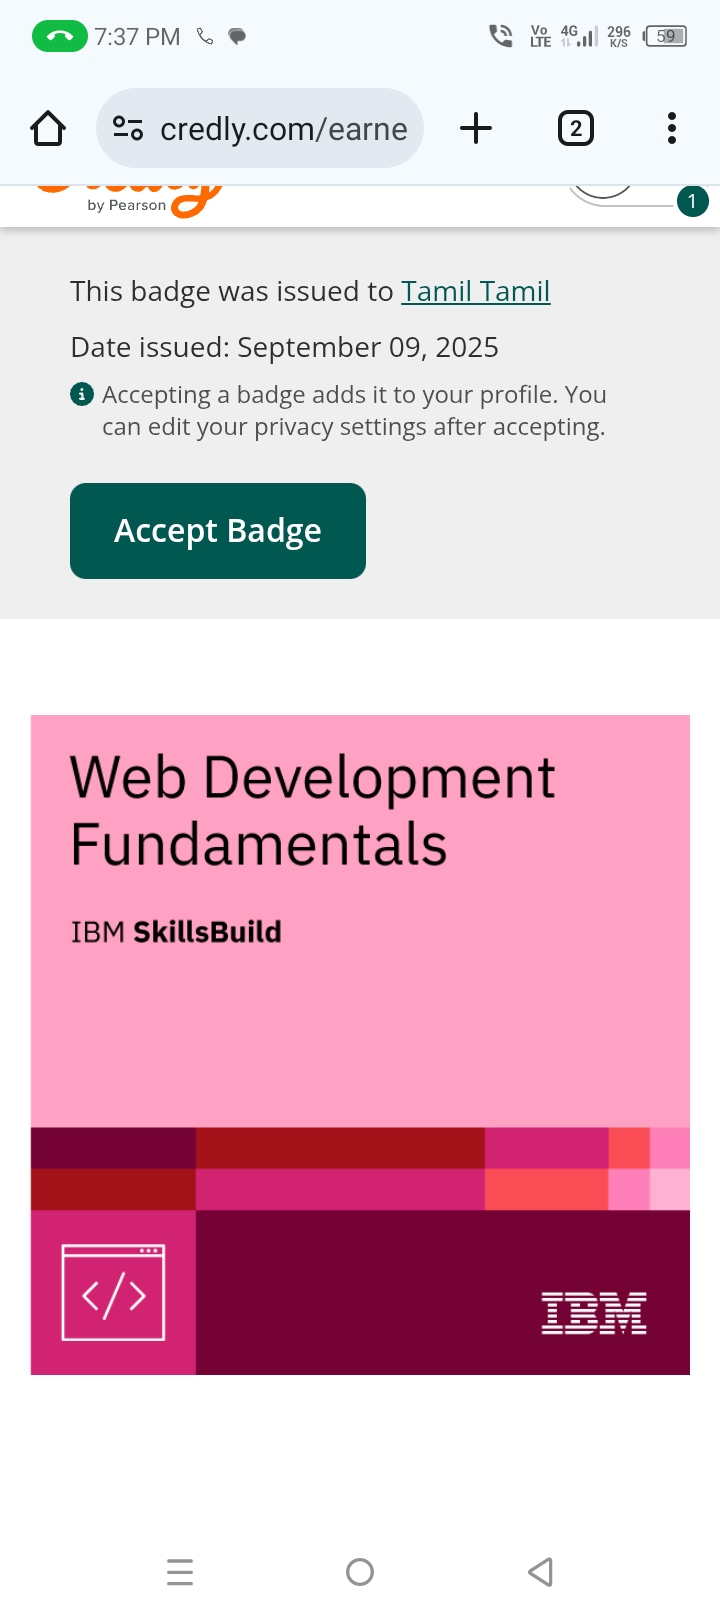 7:37 PM Vo LTE 4G 296 K/S 59
credly.com/earne 2
by Pearson 1
This badge was issued to Tamil Tamil
Date issued: September 09, 2025
Accepting a badge adds it to your profile. You
can edit your privacy settings after accepting.
Accept Badge
Web Development
Fundamentals
IBM SkillsBuild
</>
IBM